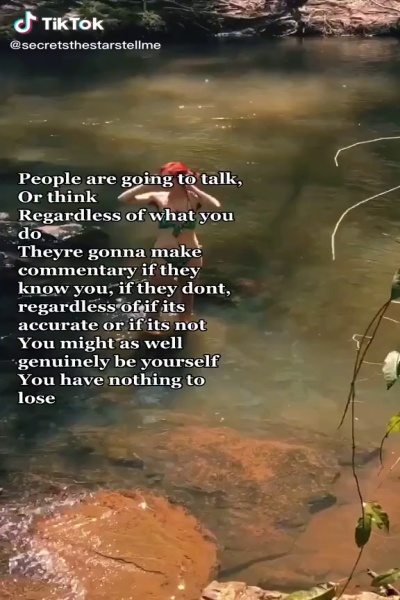 TikTok
@secretsthestarstellme
People are going to talk,
Or think
Regardless of what you
do
Theyre gonna make
commentary if they
know you, if they dont,
regardless of if its
accurate or if its not
You might as well
genuinely be yourself
You have nothing to
lose